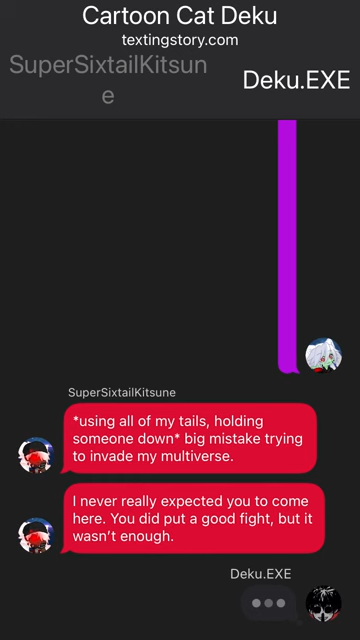 Cartoon Cat Deku
textingstory.com
SuperSixtailKitsun
e
Deku.EXE
SuperSixtailKitsune
*using all of my tails, holding
someone down* big mistake trying
to invade my multiverse.
I never really expected you to come
here. You did put a good fight, but it
wasn’t enough.
Deku.EXE